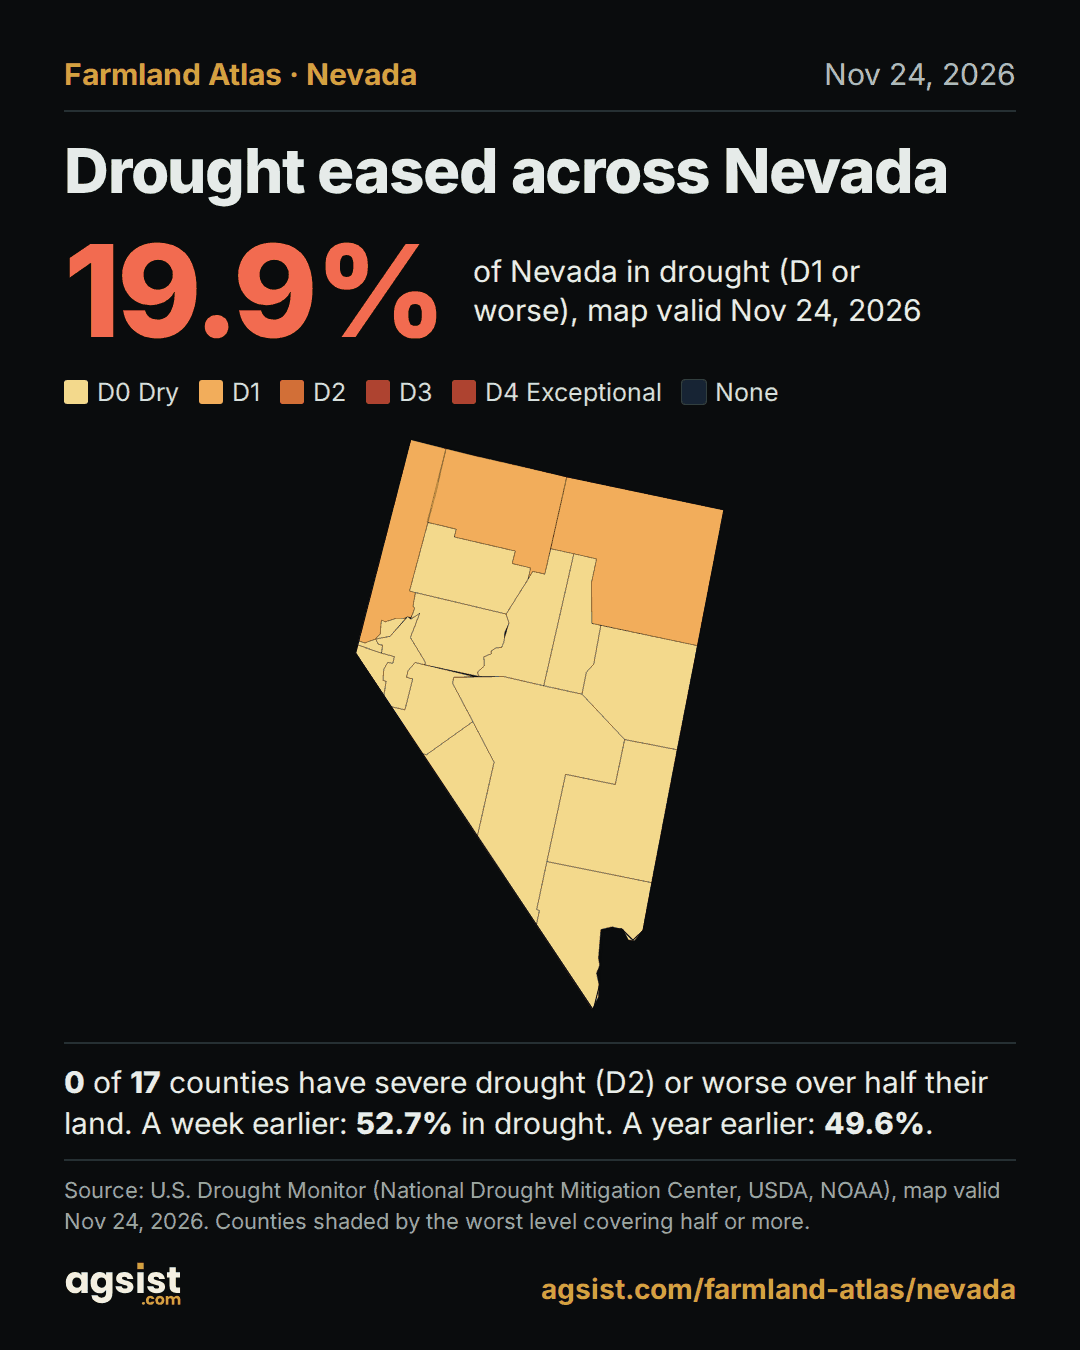 Farmland Atlas · Nevada
Nov 24, 2026
Drought eased across Nevada
19.9%
of Nevada in drought (D1 or
worse), map valid Nov 24, 2026
D0 Dry D1 D2 D3 D4 Exceptional None
0 of 17 counties have severe drought (D2) or worse over half their
land. A week earlier: 52.7% in drought. A year earlier: 49.6%.
Source: U.S. Drought Monitor (National Drought Mitigation Center, USDA, NOAA), map valid
Nov 24, 2026. Counties shaded by the worst level covering half or more.
agsist
.com
agsist.com/farmland-atlas/nevada